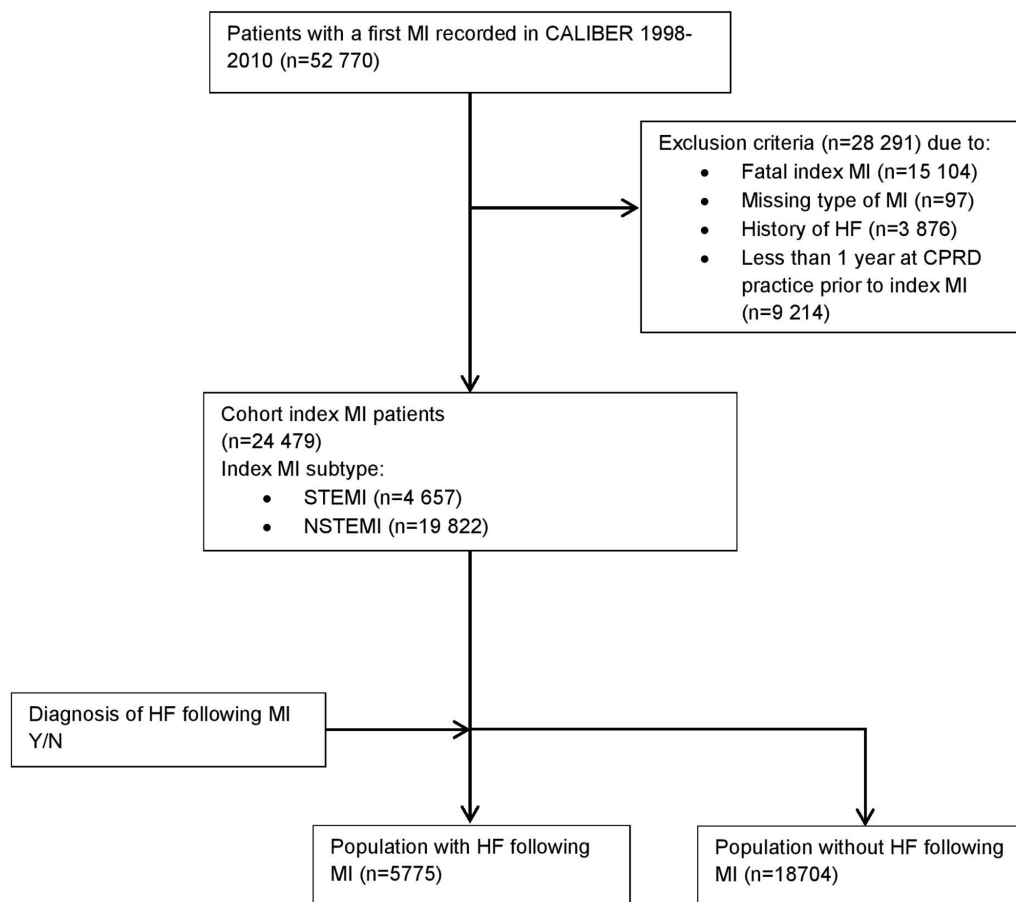 Patients with a first MI recorded in CALIBER 1998-
2010 (n=52 770)
Exclusion criteria (n=28 291) due to:
• Fatal index MI (n=15 104)
• Missing type of MI (n=97)
• History of HF (n=3 876)
• Less than 1 year at CPRD
practice prior to index MI
(n=9 214)
Cohort index MI patients
(n=24 479)
Index MI subtype:
• STEMI (n=4 657)
• NSTEMI (n=19 822)
Diagnosis of HF following MI
Y/N
Population with HF following
MI (n=5775)
Population without HF following
MI (n=18704)